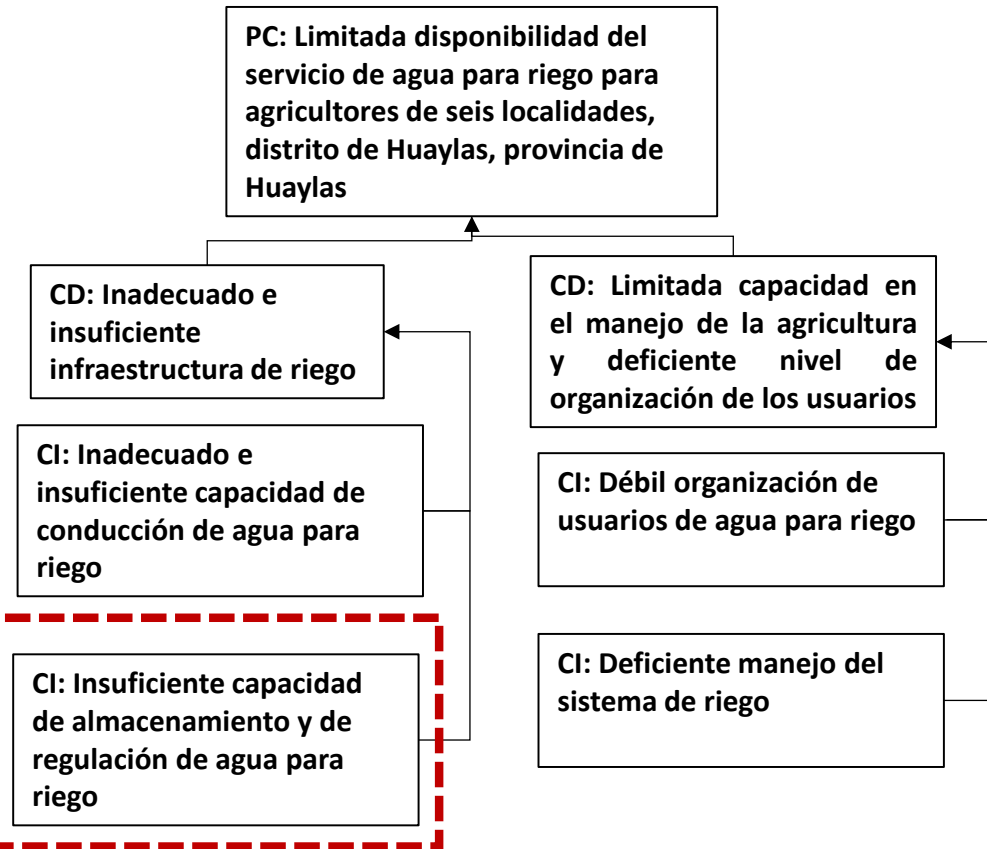 PC: Limitada disponibilidad del
servicio de agua para riego para
agricultores de seis localidades,
distrito de Huaylas, provincia de
Huaylas
CD: Inadecuado e
insuficiente
infraestructura de riego
CD: Limitada capacidad en
el manejo de la agricultura
y deficiente nivel de
organización de los usuarios
CI: Inadecuado e
insuficiente capacidad de
conducción de agua para
riego
CI: Débil organización de
usuarios de agua para riego
CI: Insuficiente capacidad
de almacenamiento y de
regulación de agua para
riego
CI: Deficiente manejo del
sistema de riego